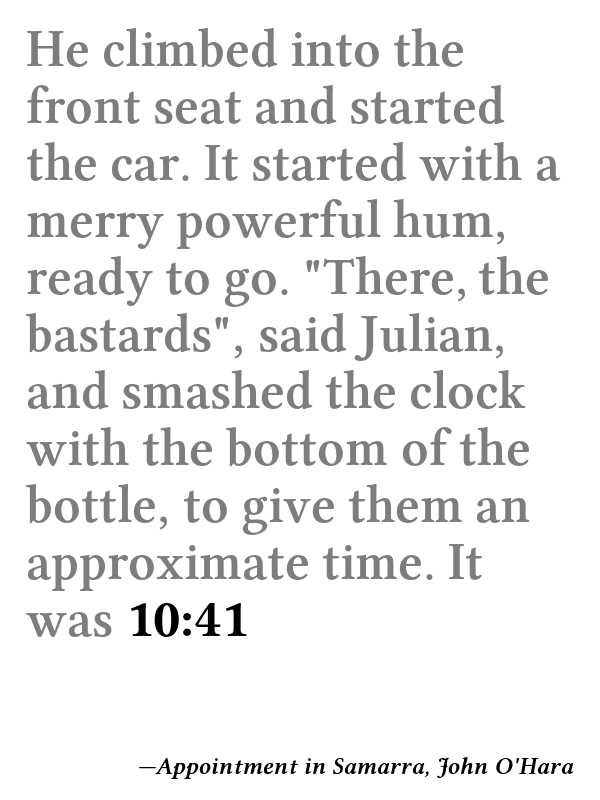 He climbed into the
front seat and started
the car. It started with a
merry powerful hum,
ready to go. "There, the
bastards", said Julian,
and smashed the clock
with the bottom of the
bottle, to give them an
approximate time. It
was 10:41
—Appointment in Samarra, John O'Hara